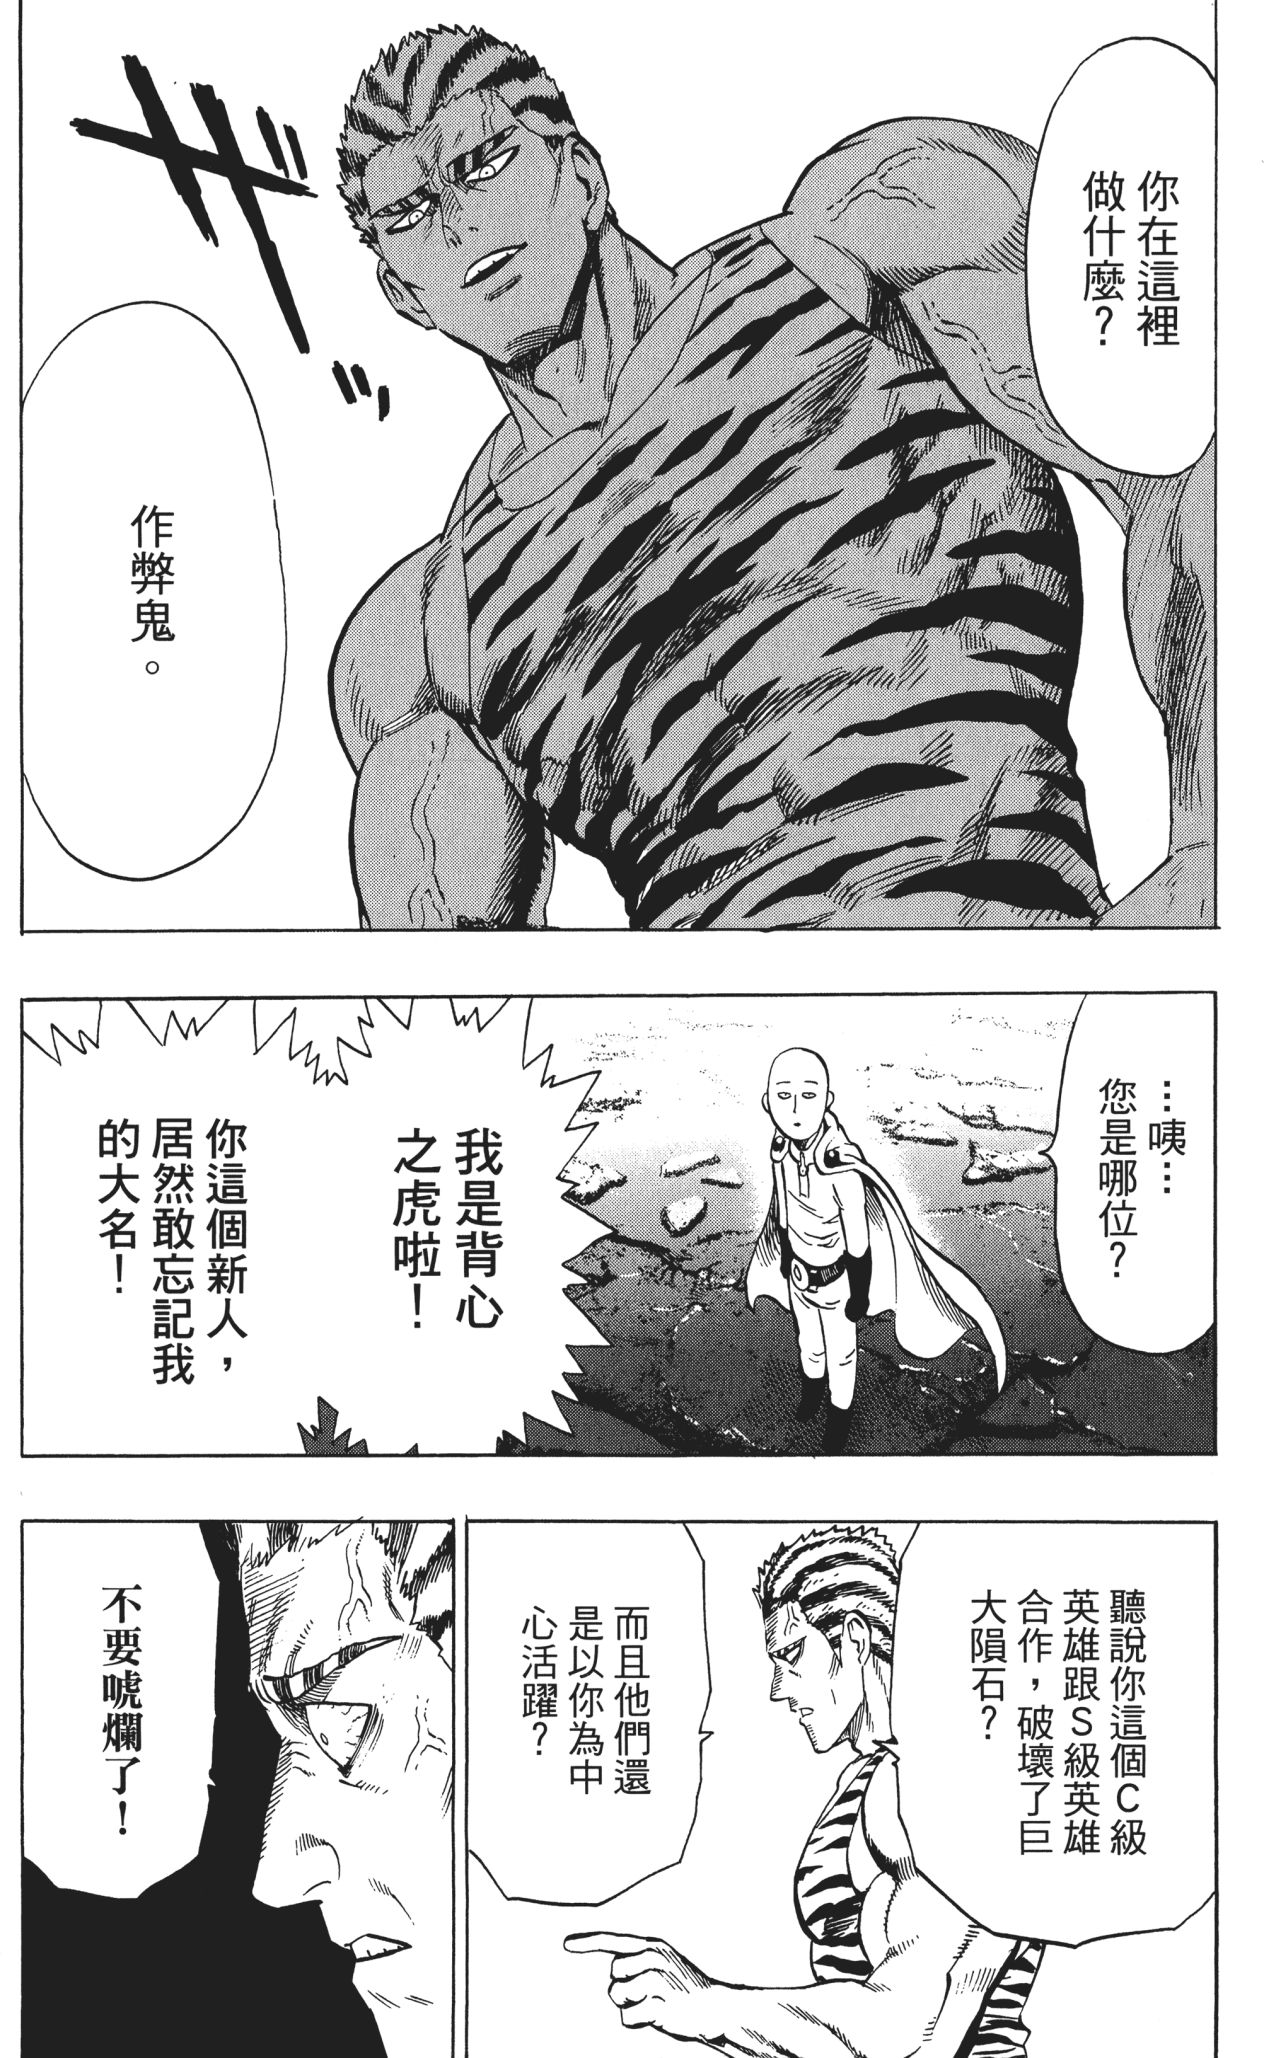 你在這裡
做什麼？
作弊鬼。
…咦…
您是哪位？
我是背心
之虎啦！
你這個新人，
居然敢忘記我
的大名！
聽說你這個C級
英雄跟S級英雄
合作，破壞了巨
大隕石？
而且他們還
是以你為中
心活躍？
不要唬爛了！